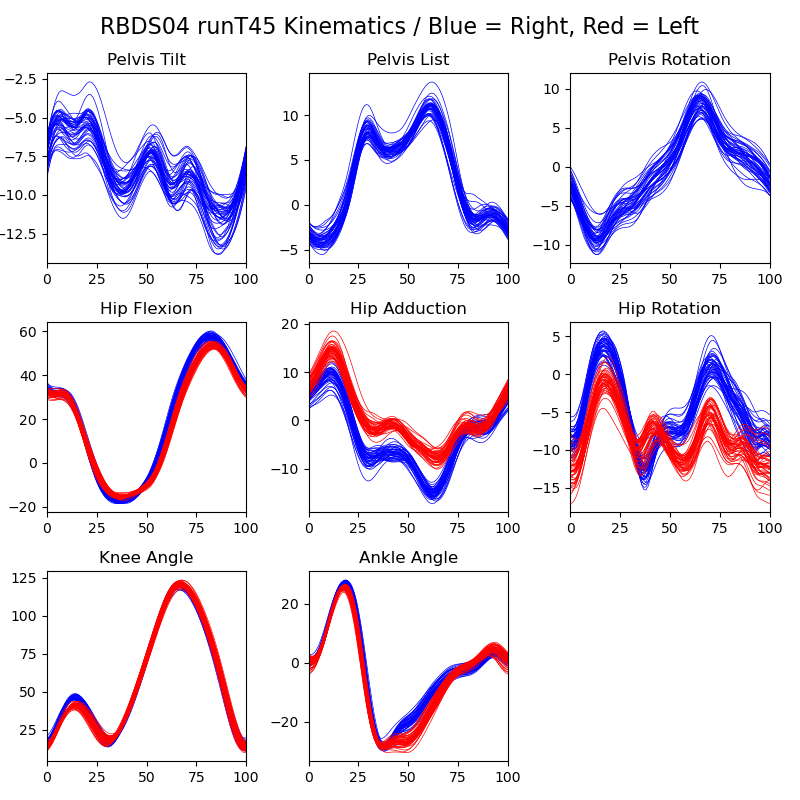 RBDS04 runT45 Kinematics / Blue = Right, Red = Left
Pelvis Tilt
−2.5
−5.0
−7.5
−10.0
−12.5
0 25 50 75 100
Pelvis List
10
5
0
−5
0 25 50 75 100
Pelvis Rotation
10
5
0
−5
−10
0 25 50 75 100
Hip Flexion
60
40
20
0
−20
0 25 50 75 100
Hip Adduction
20
10
0
−10
0 25 50 75 100
Hip Rotation
5
0
−5
−10
−15
0 25 50 75 100
Knee Angle
125
100
75
50
25
0 25 50 75 100
Ankle Angle
20
0
−20
0 25 50 75 100